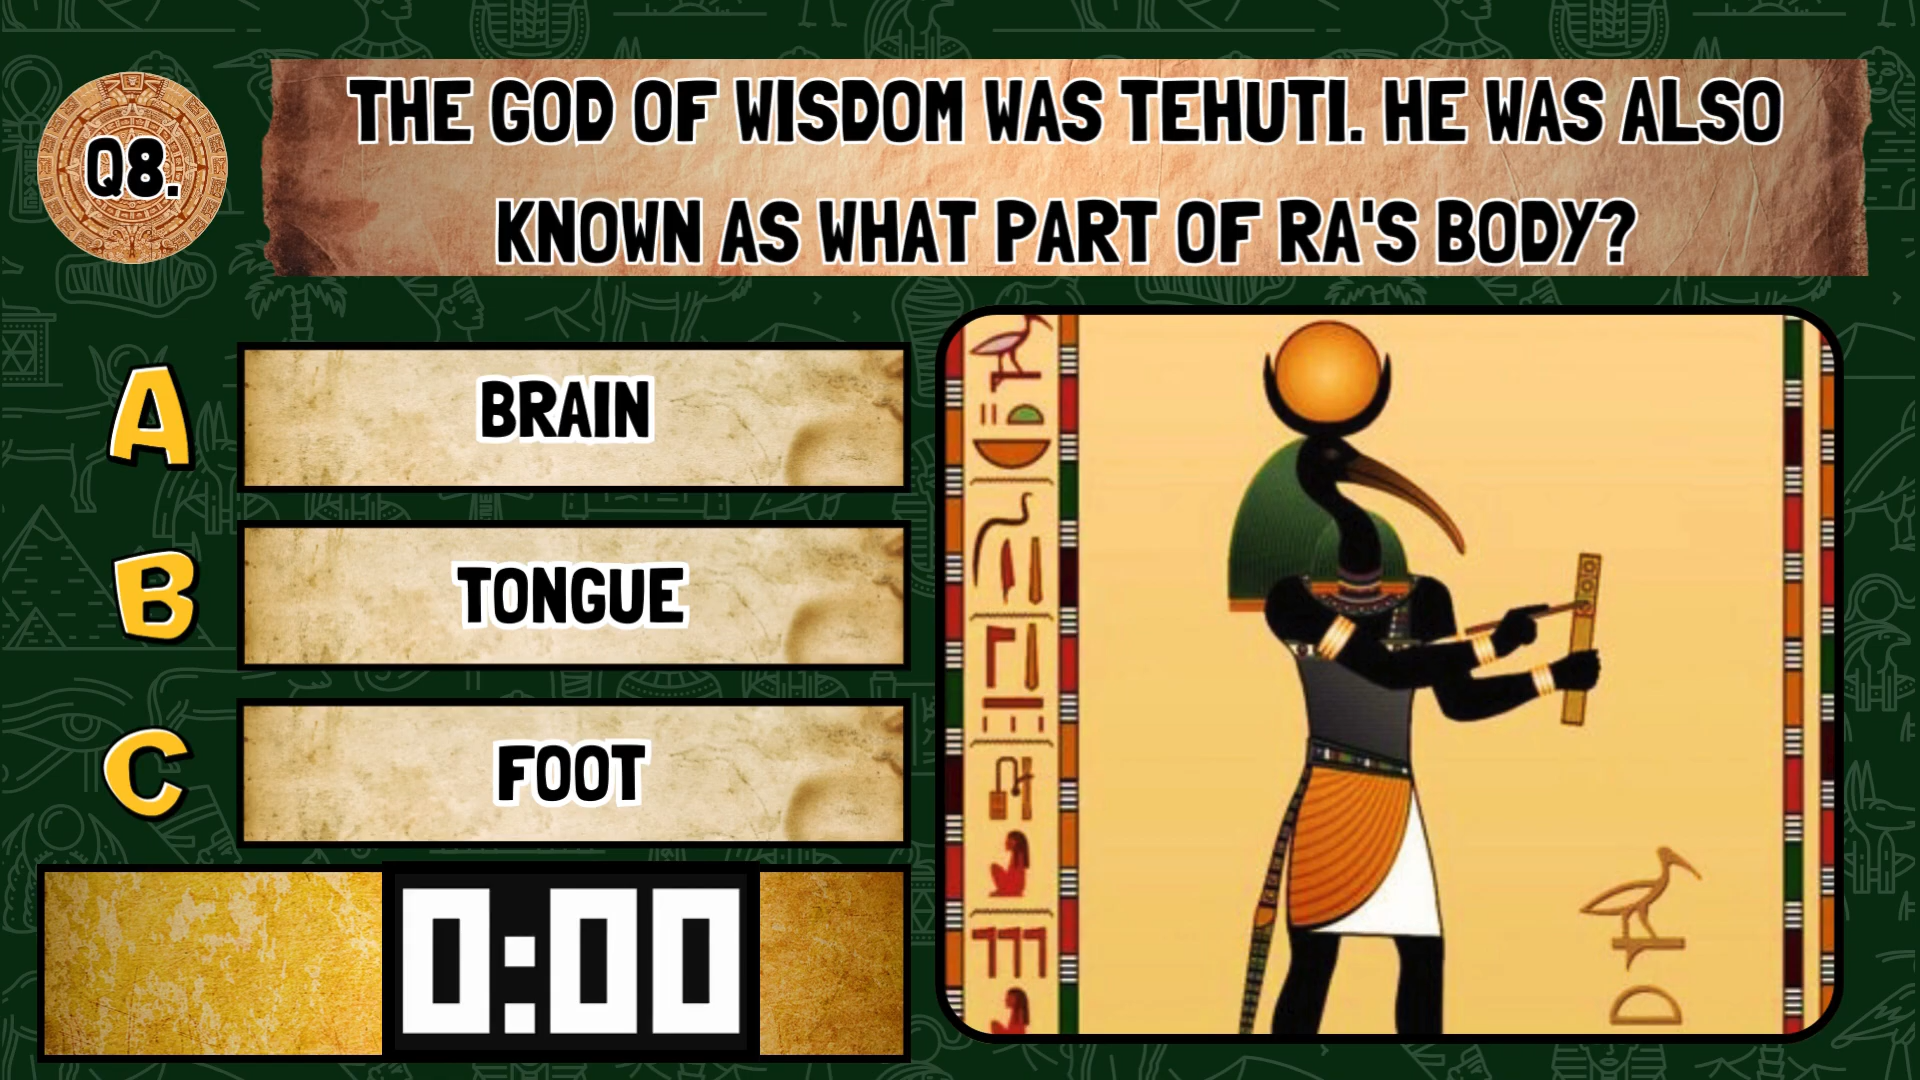 Q8.
THE GOD OF WISDOM WAS TEHUTI. HE WAS ALSO
KNOWN AS WHAT PART OF RA'S BODY?
A
BRAIN
B
TONGUE
C
FOOT
0:00